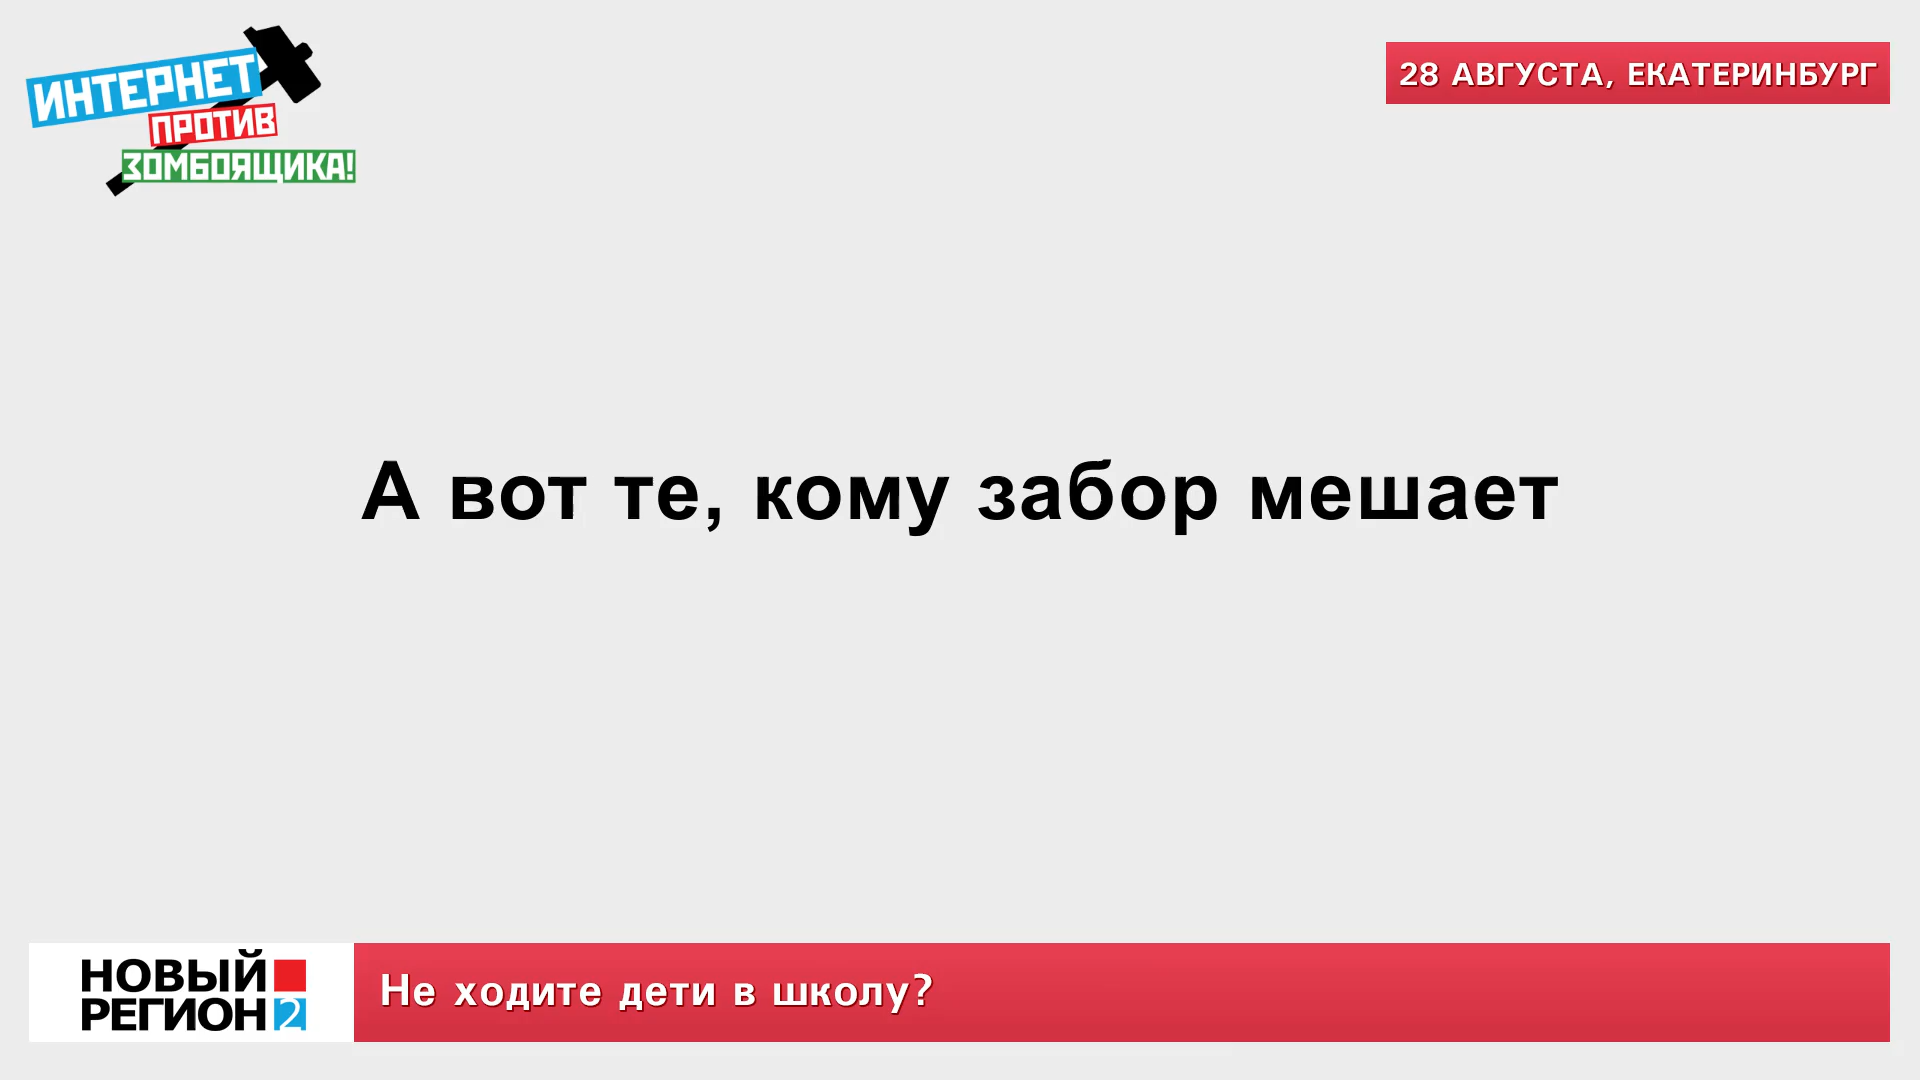 ИНТЕРНЕТ
ПРОТИВ
ЗОМБОЯЩИКА!
28 АВГУСТА, ЕКАТЕРИНБУРГ
А вот те, кому забор мешает
НОВЫЙ
РЕГИОН 2
Не ходите дети в школу?